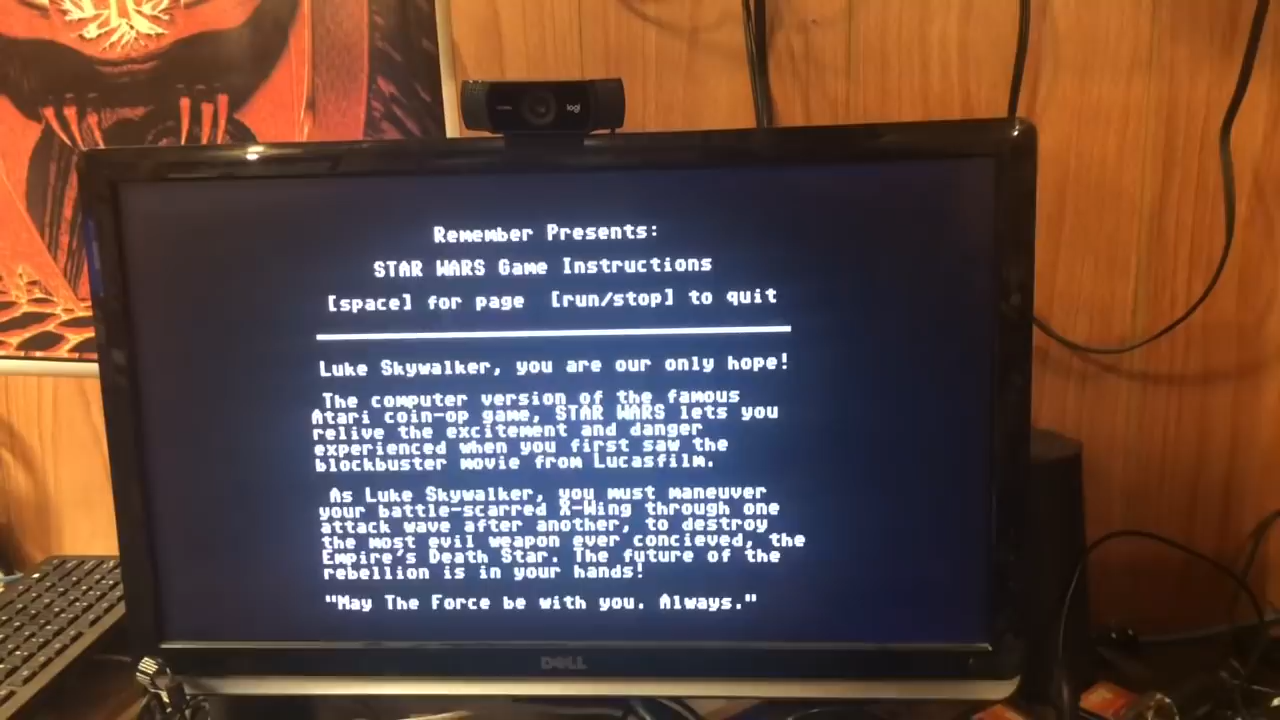 logi
Remember Presents:
STAR WARS Game Instructions
[space] for page [run/stop] to quit
Luke Skywalker, you are our only hope!
The computer version of the famous
Atari coin-op game, STAR WARS lets you
relive the excitement and danger
experienced when you first saw the
blockbuster movie from Lucasfilm.
As Luke Skywalker, you must maneuver
your battle-scarred X-Wing through one
attack wave after another, to destroy
the most evil weapon ever concieved, the
Empire's Death Star. The future of the
rebellion is in your hands!
"May The Force be with you. Always."
DELL